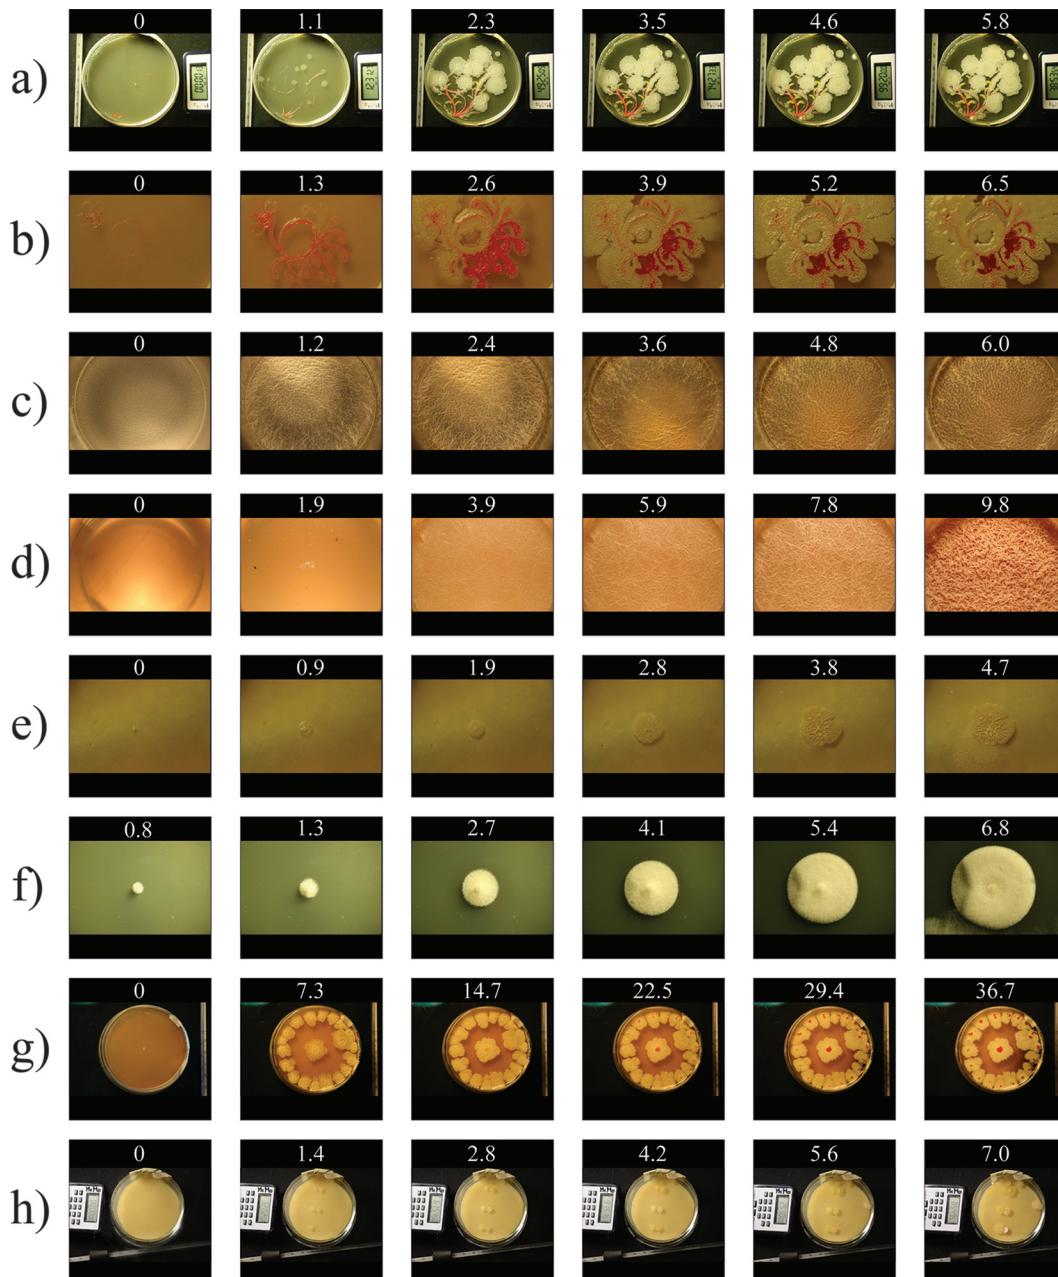 0 1.1 2.3 3.5 4.6 5.8
a)
0 1.3 2.6 3.9 5.2 6.5
b)
0 1.2 2.4 3.6 4.8 6.0
c)
0 1.9 3.9 5.9 7.8 9.8
d)
0 0.9 1.9 2.8 3.8 4.7
e)
0.8 1.3 2.7 4.1 5.4 6.8
f)
0 7.3 14.7 22.5 29.4 36.7
g)
0 1.4 2.8 4.2 5.6 7.0
h)